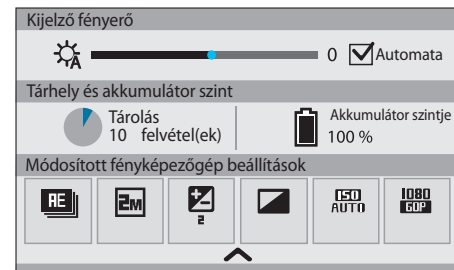 Kijelző fényerő
A 0 Automata
Tárhely és akkumulátor szint
Tárolás
10 felvétel(ek)
Akkumulátor szintje
100 %
Módosított fényképezőgép beállítások
AE 2M 2 ISO AUTO 1080 60P